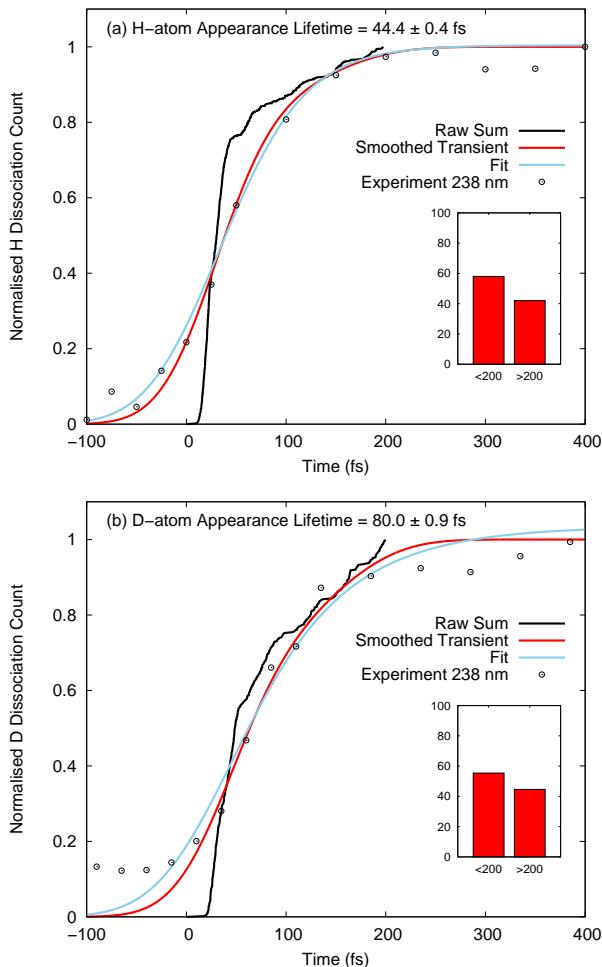 (a) H−atom Appearance Lifetime = 44.4 ± 0.4 fs
Normalised H Dissociation Count
1
0.8
0.6
0.4
0.2
0
Raw Sum
Smoothed Transient
Fit
Experiment 238 nm
100
80
60
40
20
0
<200 >200
−100 0 100 200 300 400
Time (fs)
(b) D−atom Appearance Lifetime = 80.0 ± 0.9 fs
Normalised D Dissociation Count
1
0.8
0.6
0.4
0.2
0
Raw Sum
Smoothed Transient
Fit
Experiment 238 nm
100
80
60
40
20
0
<200 >200
−100 0 100 200 300 400
Time (fs)